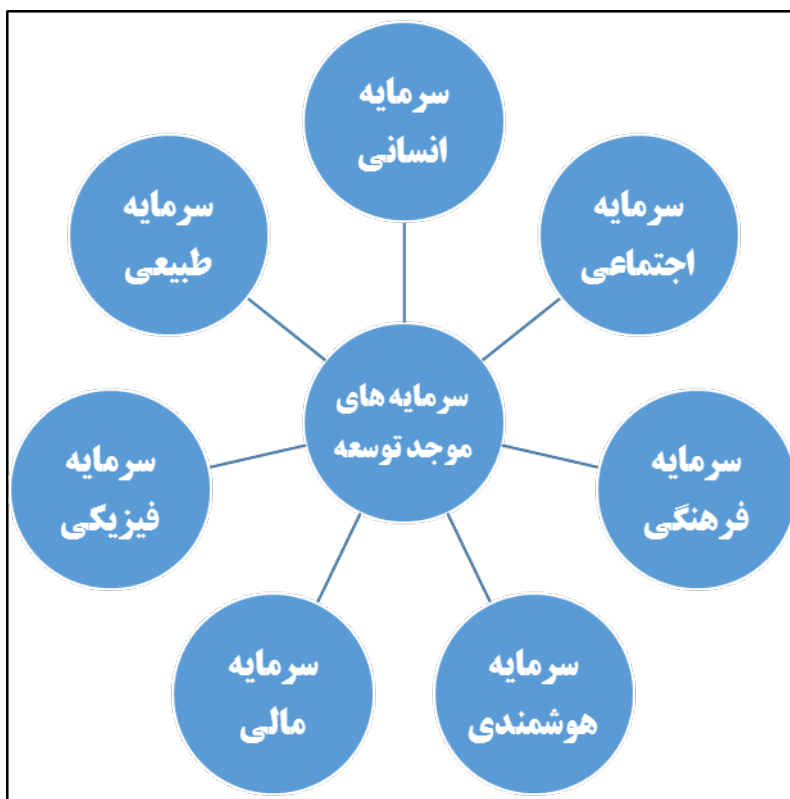 سرمایه
انسانی
سرمایه
اجتماعی
سرمایه
فرهنگی
سرمایه
هوشمندی
سرمایه
مالی
سرمایه
فیزیکی
سرمایه
طبیعی
سرمایه های
موجد توسعه